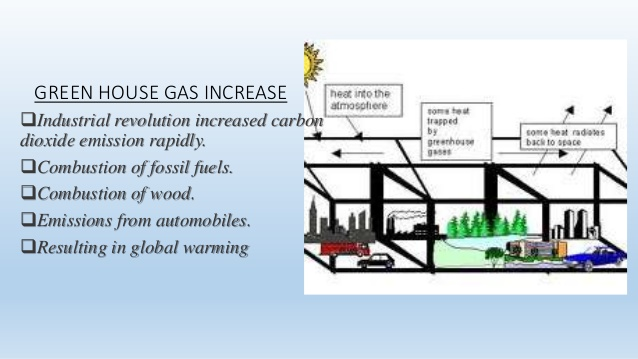 GREEN HOUSE GAS INCREASE
❑Industrial revolution increased carbon
dioxide emission rapidly.
❑Combustion of fossil fuels.
❑Combustion of wood.
❑Emissions from automobiles.
❑Resulting in global warming
heat into the
atmosphiere
some heat
trapped
by
greenhouse
gases
some heat radiates
back to space